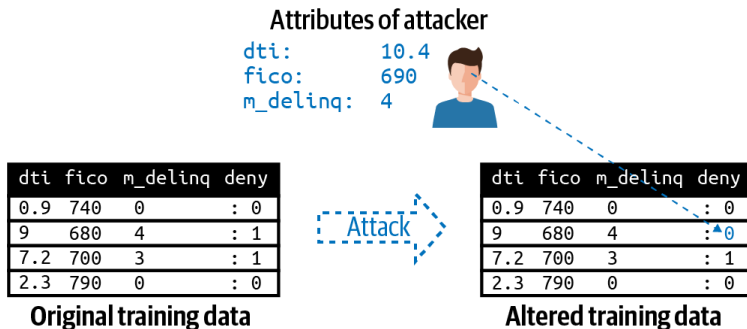 Attributes of attacker
dti: 10.4
fico: 690
m_delinq: 4
dti fico m_delinq deny
0.9 740 0 : 0
9 680 4 : 1
7.2 700 3 : 1
2.3 790 0 : 0
Original training data
Attack
dti fico m_delinq deny
0.9 740 0 : 0
9 680 4 : 0
7.2 700 3 : 1
2.3 790 0 : 0
Altered training data